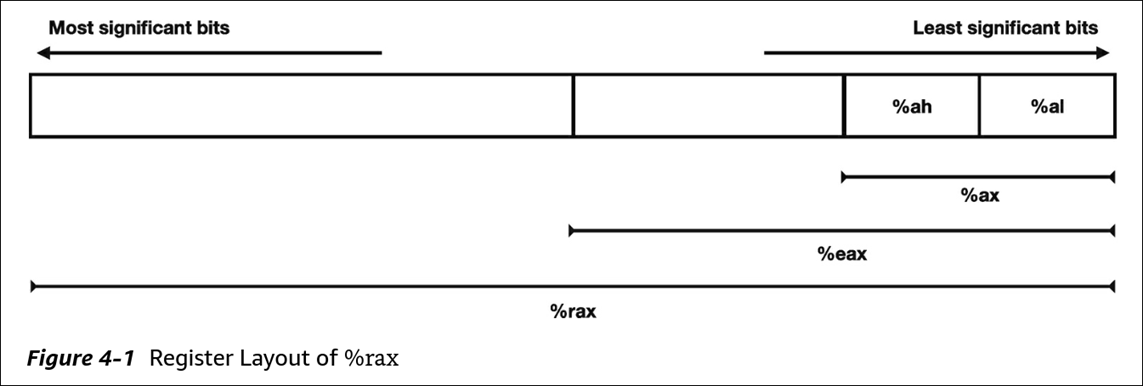 Most significant bits
Least significant bits
%ah
%al
%ax
%eax
%rax
Figure 4-1 Register Layout of %rax